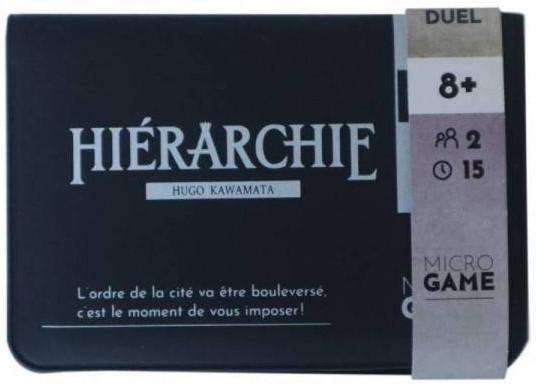 DUEL
8+
2
15
HIÉRARCHIE
HUGO KAWAMATA
L'ordre de la cité va être bouleversé,
c'est le moment de vous imposer!
MICRO
GAME